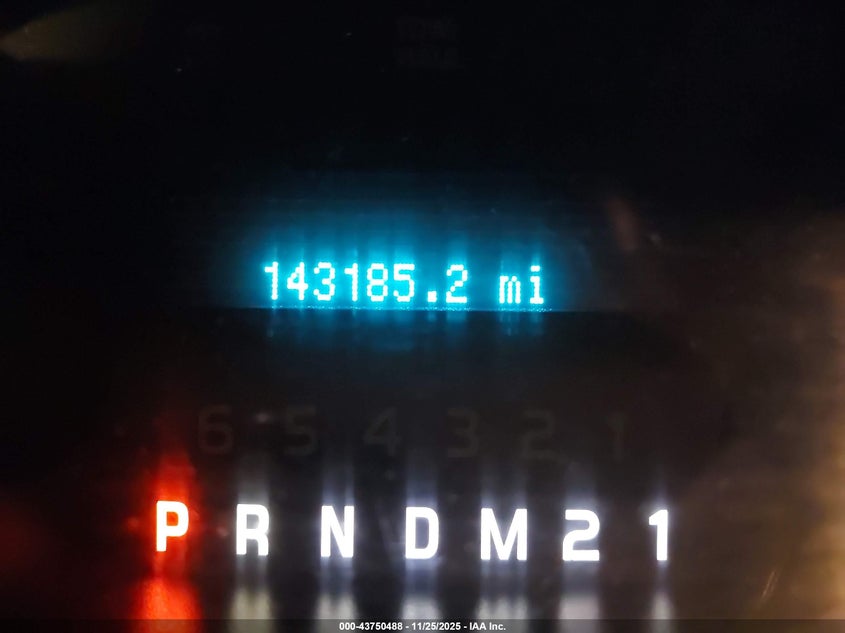 143185.2 mi
6 5 4 3 2 1
P R N D M 2 1
000-43750488 - 11/25/2025 - IAA Inc.